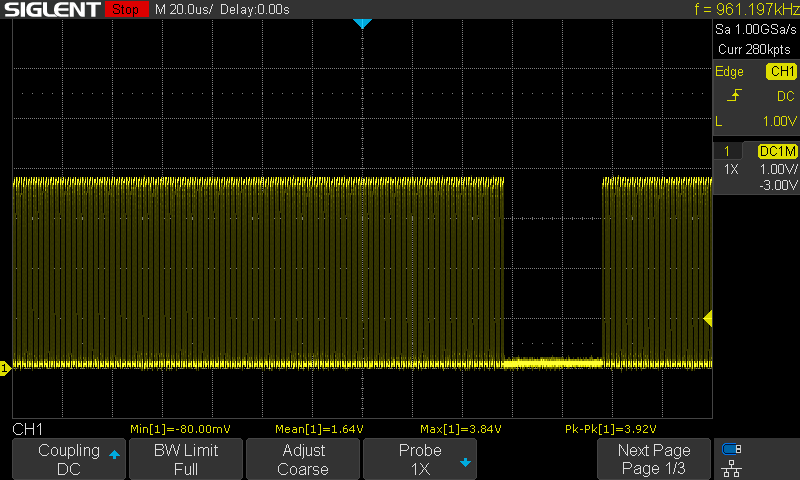 SIGLENT Stop M 20.0us/ Delay:0.00s f = 961.197kHz
Sa 1.00GSa/s
Curr 280kpts
Edge CH1
DC
L 1.00V
1 DC1M
1X 1.00V/
-3.00V
1
CH1 Min[1]=-80.00mV Mean[1]=1.64V Max[1]=3.84V Pk-Pk[1]=3.92V
Coupling BW Limit Adjust Probe Next Page
DC Full Coarse 1X Page 1/3